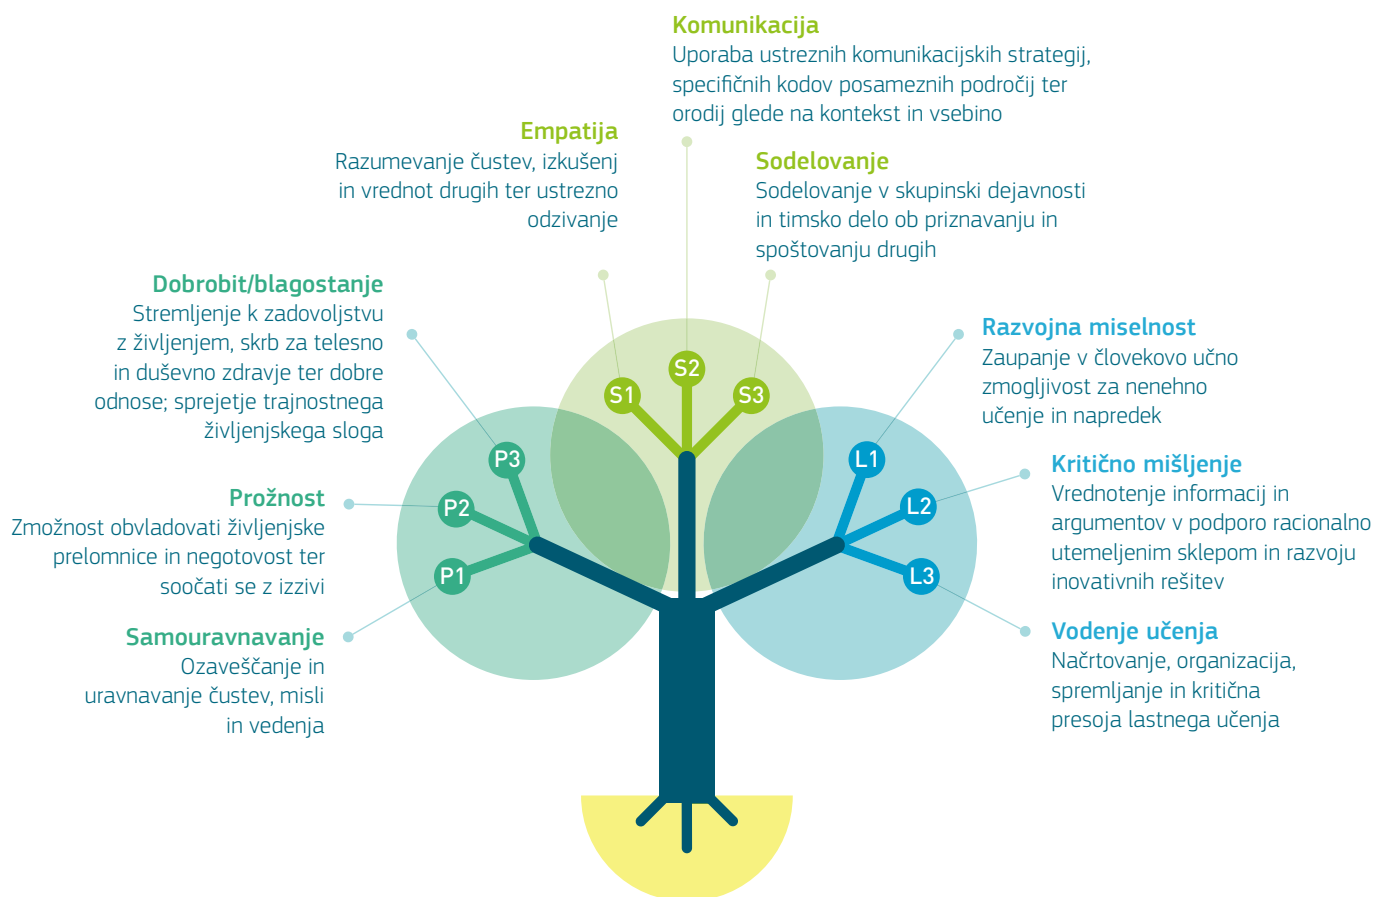 Komunikacija
Uporaba ustreznih komunikacijskih strategij,
specifičnih kodov posameznih področij ter
orodij glede na kontekst in vsebino
Empatija
Razumevanje čustev, izkušenj
in vrednot drugih ter ustrezno
odzivanje
Sodelovanje
Sodelovanje v skupinski dejavnosti
in timsko delo ob priznavanju in
spoštovanju drugih
Dobrobit/blagostanje
Stremljenje k zadovoljstvu
z življenjem, skrb za telesno
in duševno zdravje ter dobre
odnose; sprejetje trajnostnega
življenjskega sloga
Razvojna miselnost
Zaupanje v človekovo učno
zmogljivost za nenehno
učenje in napredek
S1
S2
S3
P3
P2
P1
L1
L2
L3
Prožnost
Zmožnost obvladovati življenjske
prelomnice in negotovost ter
soočati se z izzivi
Kritično mišljenje
Vrednotenje informacij in
argumentov v podporo racionalno
utemeljenim sklepom in razvoju
inovativnih rešitev
Samouravnavanje
Ozaveščanje in
uravnavanje čustev, misli
in vedenja
Vodenje učenja
Načrtovanje, organizacija,
spremljanje in kritična
presoja lastnega učenja